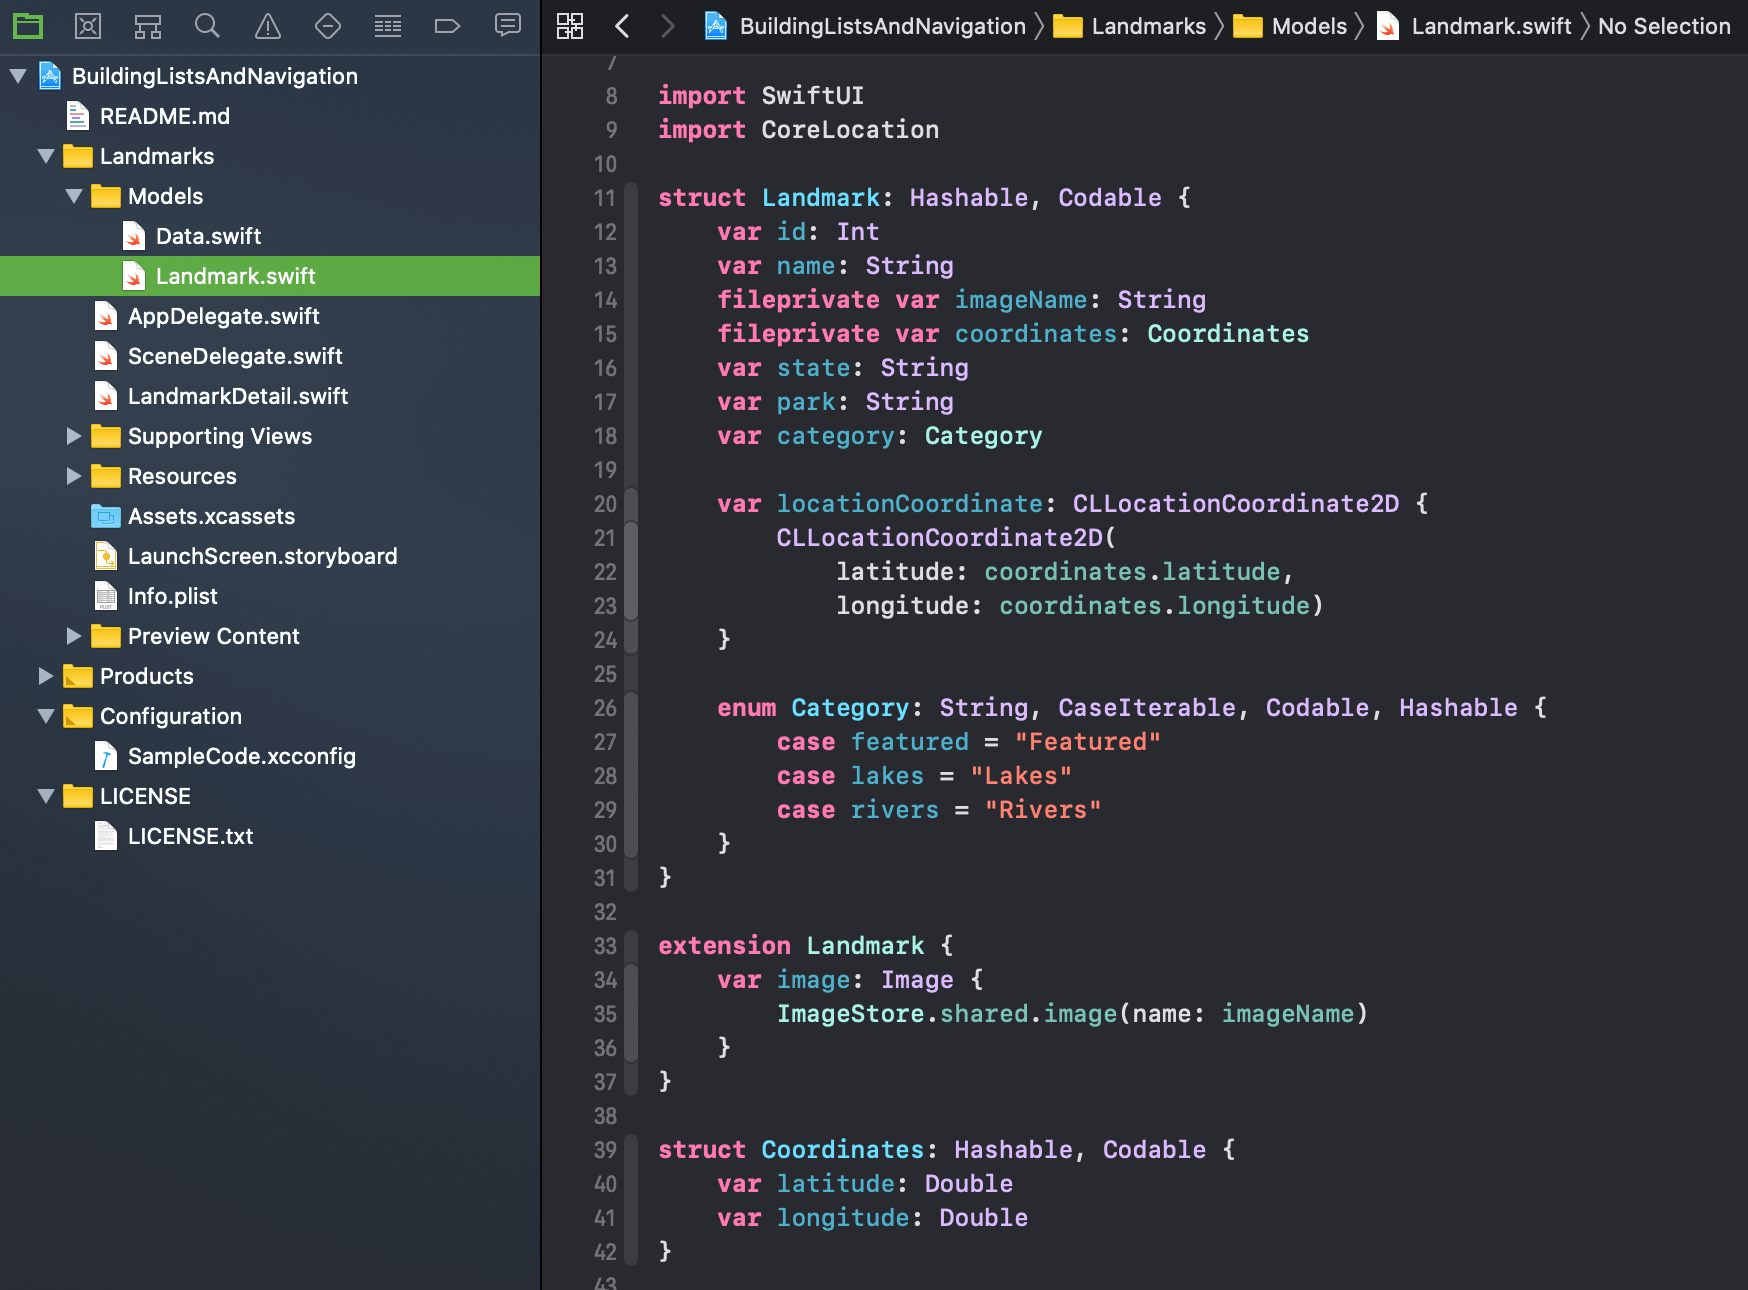 BuildingListsAndNavigation
README.md
Landmarks
Models
Data.swift
Landmark.swift
AppDelegate.swift
SceneDelegate.swift
LandmarkDetail.swift
Supporting Views
Resources
Assets.xcassets
LaunchScreen.storyboard
Info.plist
Preview Content
Products
Configuration
SampleCode.xcconfig
LICENSE
LICENSE.txt
BuildingListsAndNavigation Landmarks Models Landmark.swift No Selection
7
8 import SwiftUI
9 import CoreLocation
10
11 struct Landmark: Hashable, Codable {
12     var id: Int
13     var name: String
14     fileprivate var imageName: String
15     fileprivate var coordinates: Coordinates
16     var state: String
17     var park: String
18     var category: Category
19
20     var locationCoordinate: CLLocationCoordinate2D {
21         CLLocationCoordinate2D(
22             latitude: coordinates.latitude,
23             longitude: coordinates.longitude)
24     }
25
26     enum Category: String, CaseIterable, Codable, Hashable {
27         case featured = "Featured"
28         case lakes = "Lakes"
29         case rivers = "Rivers"
30     }
31 }
32
33 extension Landmark {
34     var image: Image {
35         ImageStore.shared.image(name: imageName)
36     }
37 }
38
39 struct Coordinates: Hashable, Codable {
40     var latitude: Double
41     var longitude: Double
42 }
43